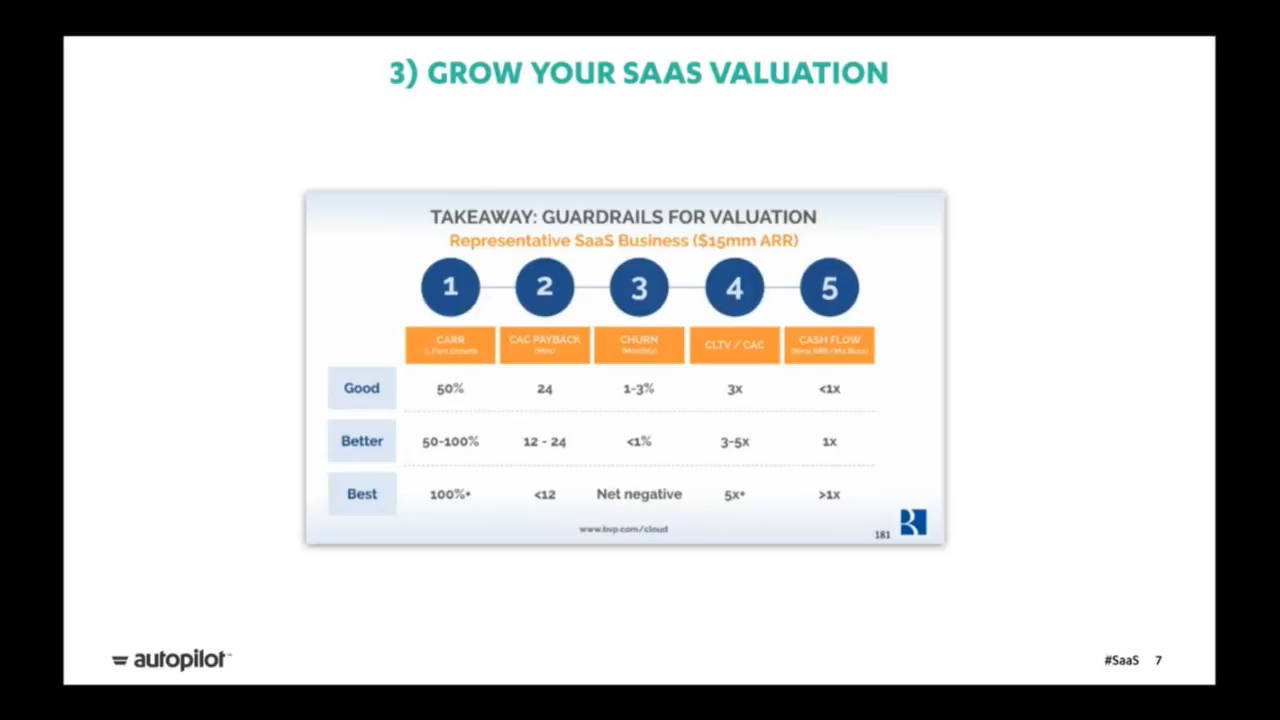 3) GROW YOUR SAAS VALUATION
TAKEAWAY: GUARDRAILS FOR VALUATION
Representative SaaS Business ($15mm ARR)
1 2 3 4 5
CARR CAC PAYBACK CHURN CLTV / CAC CASH FLOW
(Monthly)
Good 50% 24 1-3% 3x <1x
Better 50-100% 12 - 24 <1% 3-5x 1x
Best 100%+ <12 Net negative 5x+ >1x
www.bvp.com/cloud
181
autopilot
#SaaS 7